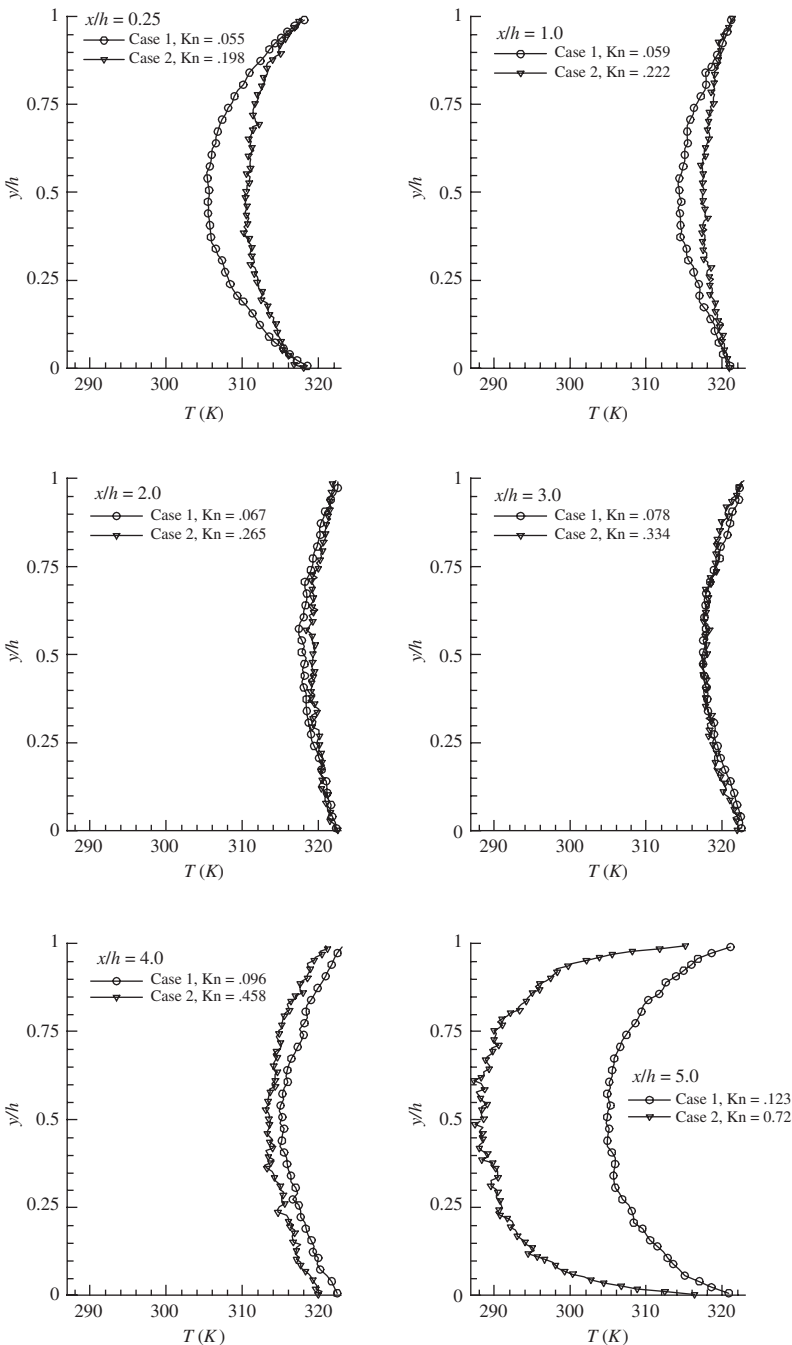 x/h = 0.25
Case 1, Kn = .055
Case 2, Kn = .198
1
0.75
0.5
0.25
0
y/h
290 300 310 320
T (K)
x/h = 1.0
Case 1, Kn = .059
Case 2, Kn = .222
1
0.75
0.5
0.25
0
y/h
290 300 310 320
T (K)
x/h = 2.0
Case 1, Kn = .067
Case 2, Kn = .265
1
0.75
0.5
0.25
0
y/h
290 300 310 320
T (K)
x/h = 3.0
Case 1, Kn = .078
Case 2, Kn = .334
1
0.75
0.5
0.25
0
y/h
290 300 310 320
T (K)
x/h = 4.0
Case 1, Kn = .096
Case 2, Kn = .458
1
0.75
0.5
0.25
0
y/h
290 300 310 320
T (K)
x/h = 5.0
Case 1, Kn = .123
Case 2, Kn = 0.72
1
0.75
0.5
0.25
0
y/h
290 300 310 320
T (K)